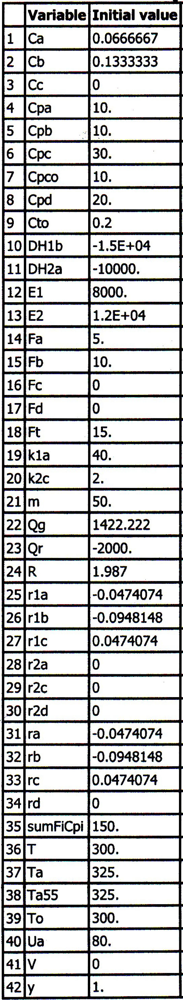 Variable Initial value
1 Ca 0.0666667
2 Cb 0.1333333
3 Cc 0
4 Cpa 10.
5 Cpb 10.
6 Cpc 30.
7 Cpco 10.
8 Cpd 20.
9 Cto 0.2
10 DH1b -1.5E+04
11 DH2a -10000.
12 E1 8000.
13 E2 1.2E+04
14 Fa 5.
15 Fb 10.
16 Fc 0
17 Fd 0
18 Ft 15.
19 k1a 40.
20 k2c 2.
21 m 50.
22 Qg 1422.222
23 Qr -2000.
24 R 1.987
25 r1a -0.0474074
26 r1b -0.0948148
27 r1c 0.0474074
28 r2a 0
29 r2c 0
30 r2d 0
31 ra -0.0474074
32 rb -0.0948148
33 rc 0.0474074
34 rd 0
35 sumFiCpi 150.
36 T 300.
37 Ta 325.
38 Ta55 325.
39 To 300.
40 Ua 80.
41 V 0
42 y 1.